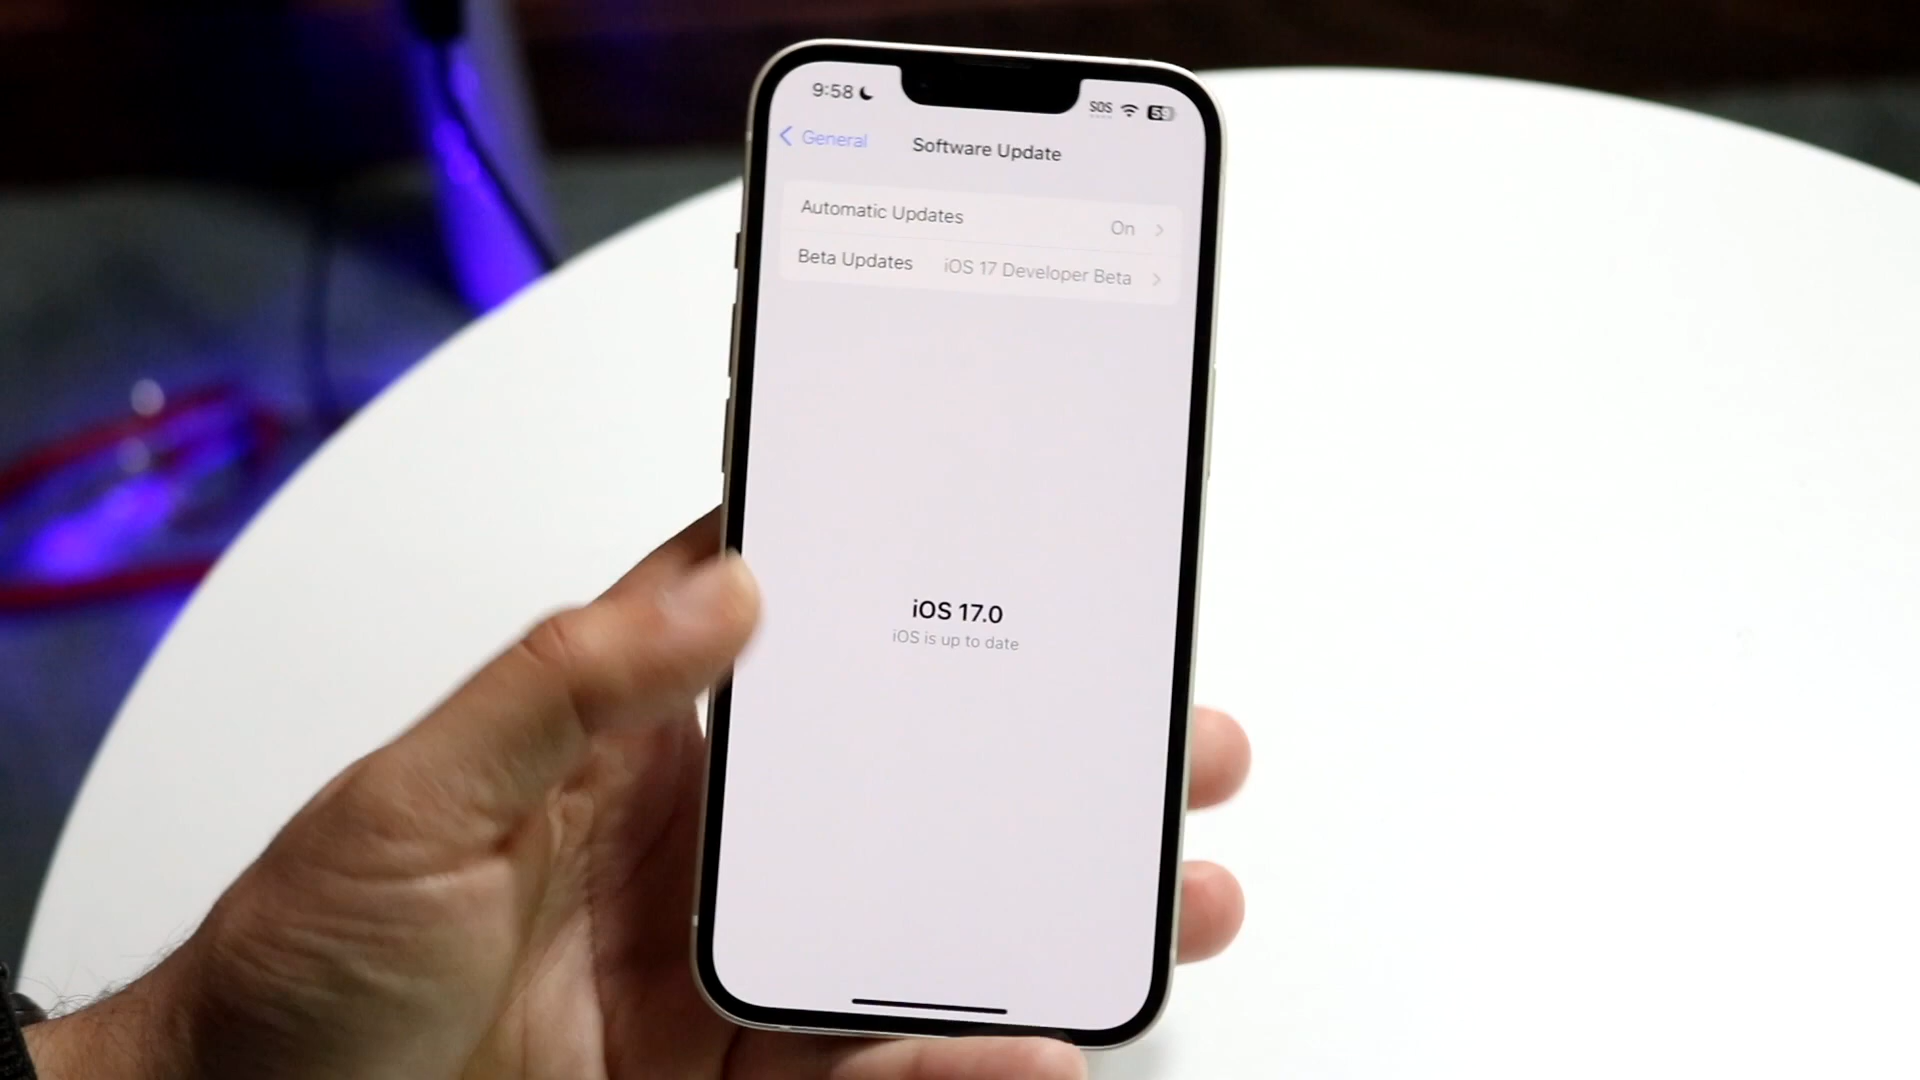 9:58
SOS 59
General
Software Update
Automatic Updates On
Beta Updates iOS 17 Developer Beta
iOS 17.0
iOS is up to date